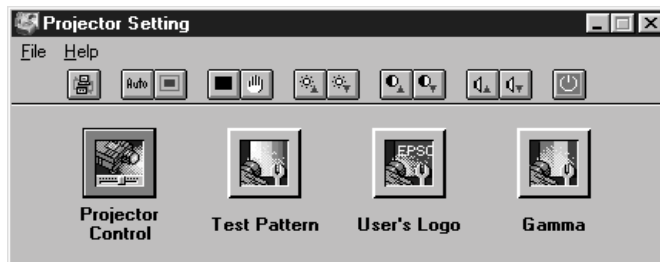 Projector Setting
File Help
Auto
EPSO
Projector
Control
Test Pattern
User's Logo
Gamma